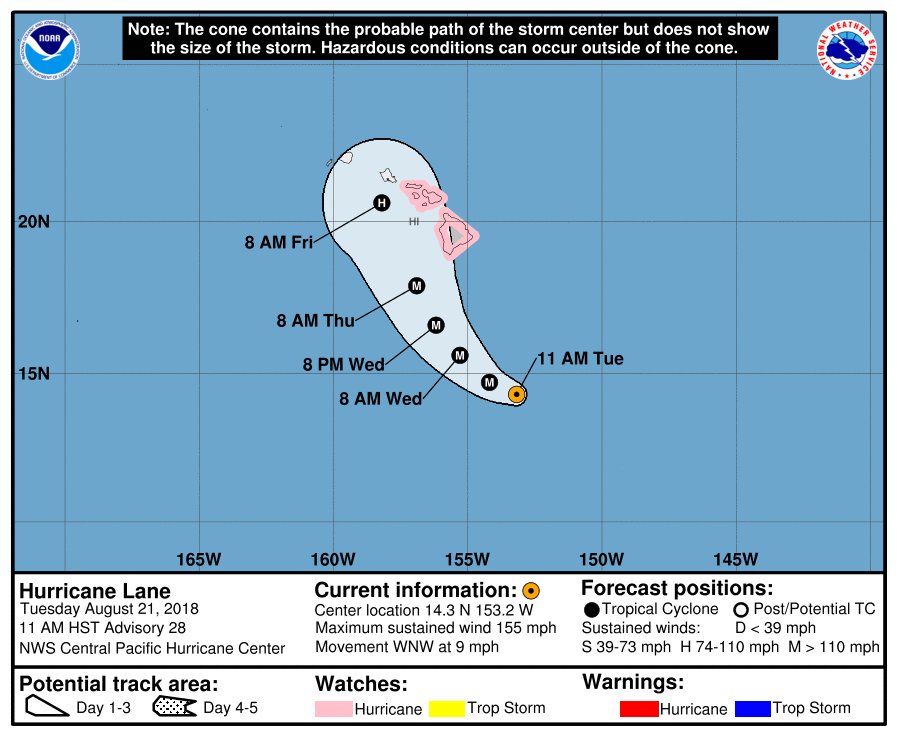 Note: The cone contains the probable path of the storm center but does not show
the size of the storm. Hazardous conditions can occur outside of the cone.
NOAA
NATIONAL WEATHER SERVICE
20N
15N
H
HI
8 AM Fri
M
8 AM Thu
M
8 PM Wed
M
8 AM Wed
M
11 AM Tue
165W 160W 155W 150W 145W
Hurricane Lane
Tuesday August 21, 2018
11 AM HST Advisory 28
NWS Central Pacific Hurricane Center
Current information:
Center location 14.3 N 153.2 W
Maximum sustained wind 155 mph
Movement WNW at 9 mph
Forecast positions:
Tropical Cyclone Post/Potential TC
Sustained winds: D < 39 mph
S 39-73 mph H 74-110 mph M > 110 mph
Potential track area:
Day 1-3 Day 4-5
Watches:
Hurricane Trop Storm
Warnings:
Hurricane Trop Storm